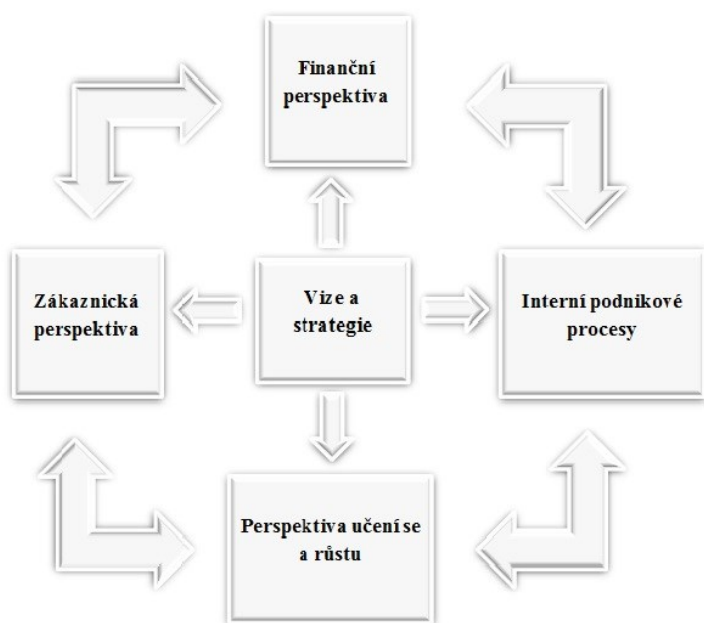 Finanční
perspektiva
Zákaznická
perspektiva
Vize a
strategie
Interní podnikové
procesy
Perspektiva učení se
a růstu